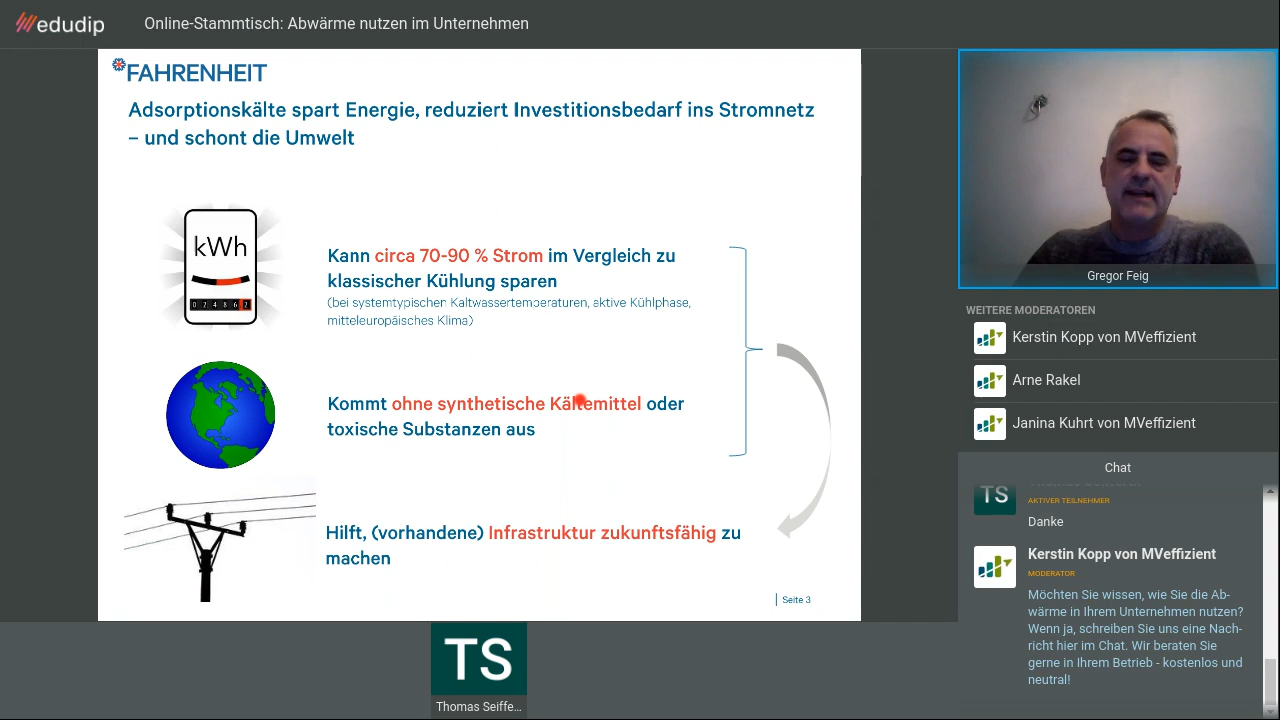 edudip
Online-Stammtisch: Abwärme nutzen im Unternehmen
FAHRENHEIT
Adsorptionskälte spart Energie, reduziert Investitionsbedarf ins Stromnetz
– und schont die Umwelt
kWh
0 2 4 8 6 7
Kann circa 70-90 % Strom im Vergleich zu
klassischer Kühlung sparen
(bei systemtypischen Kaltwassertemperaturen, aktive Kühlphase,
mitteleuropäisches Klima)
Kommt ohne synthetische Kältemittel oder
toxische Substanzen aus
Hilft, (vorhandene) Infrastruktur zukunftsfähig zu
machen
Seite 3
Gregor Feig
WEITERE MODERATOREN
Kerstin Kopp von MVeffizient
Arne Rakel
Janina Kuhrt von MVeffizient
Chat
TS
AKTIVER TEILNEHMER
Danke
Kerstin Kopp von MVeffizient
MODERATOR
Möchten Sie wissen, wie Sie die Ab-
wärme in Ihrem Unternehmen nutzen?
Wenn ja, schreiben Sie uns eine Nach-
richt hier im Chat. Wir beraten Sie
gerne in Ihrem Betrieb - kostenlos und
neutral!
TS
Thomas Seiffe...